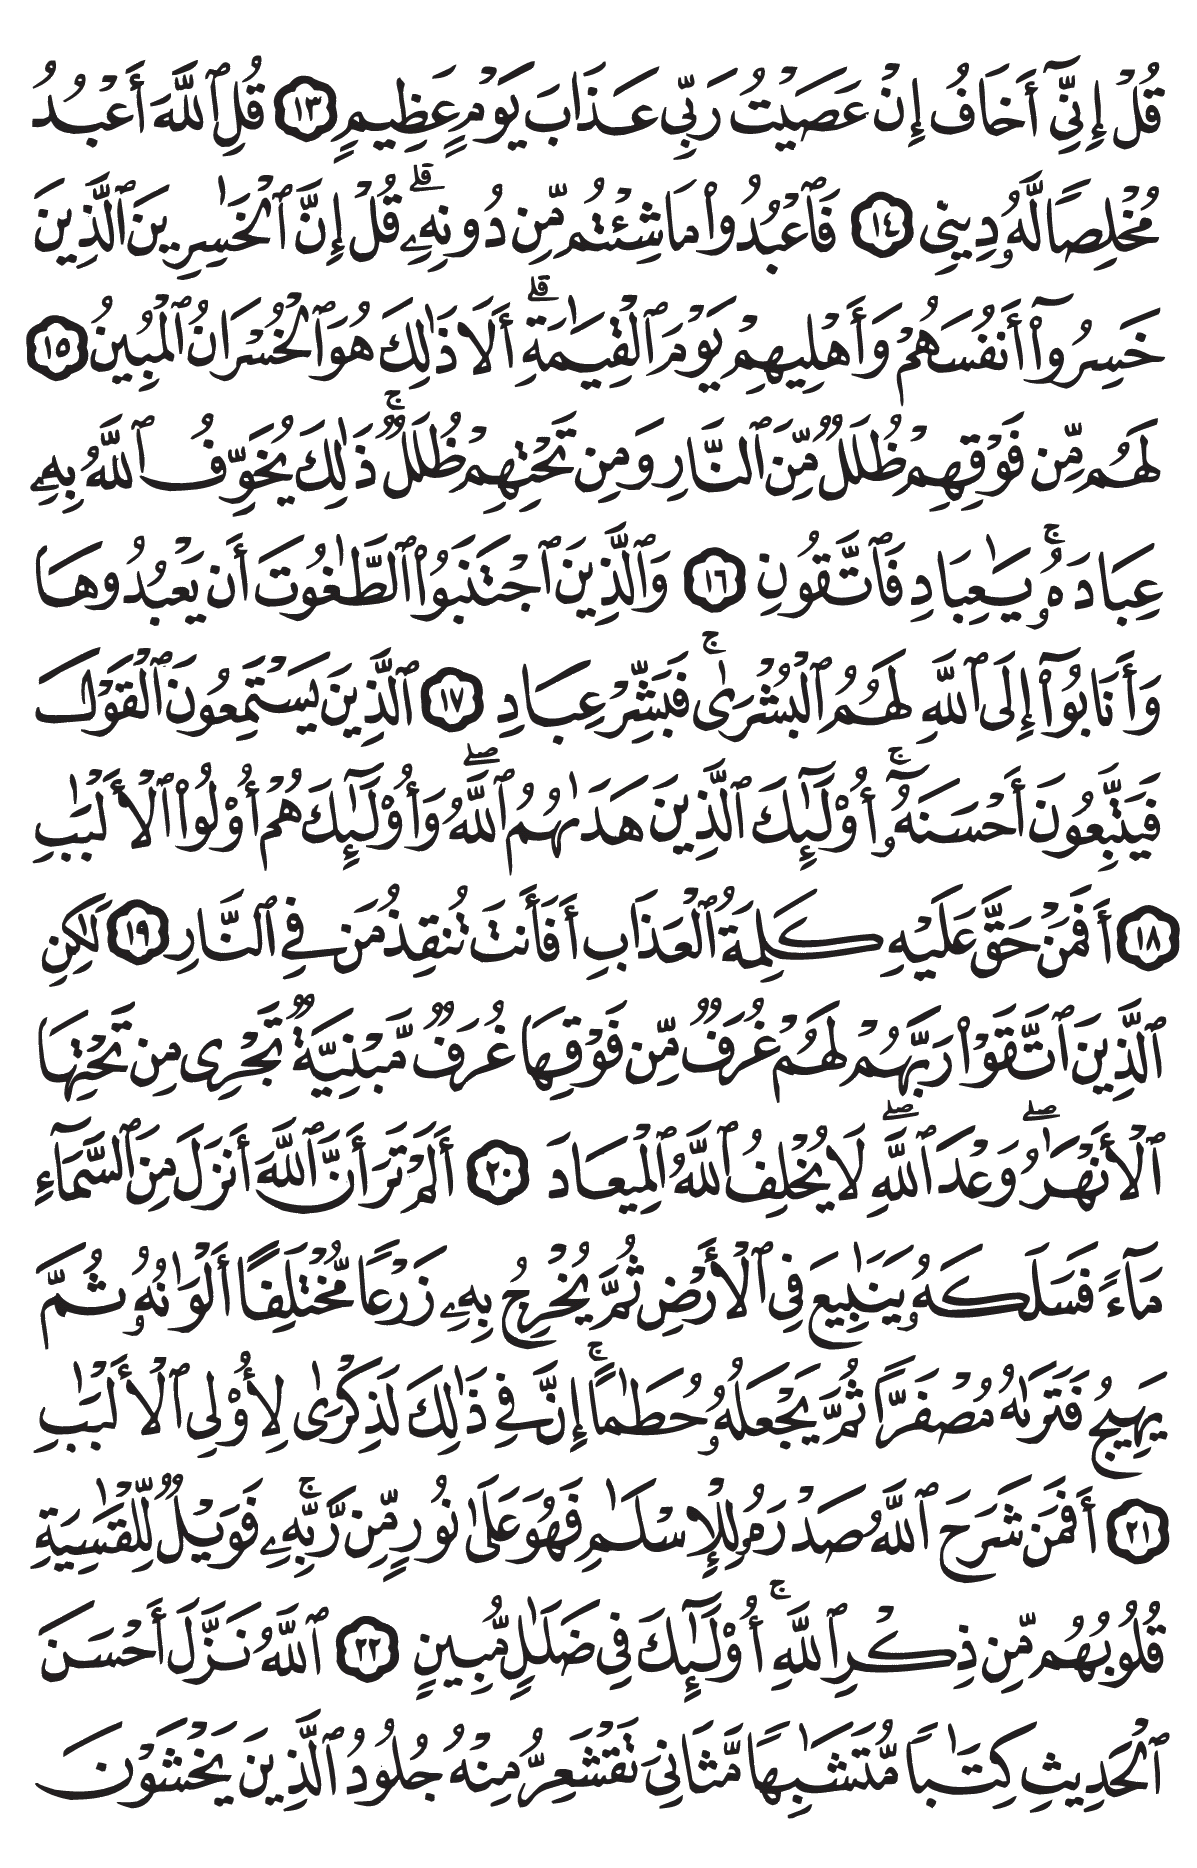 قُلْ إِنِّىٓ أَخَافُ إِنْ عَصَيْتُ رَبِّى عَذَابَ يَوْمٍ عَظِيمٍ ١٣ قُلِ ٱللَّهَ أَعْبُدُ
مُخْلِصًا لَّهُۥ دِينِى ١٤ فَٱعْبُدُوا۟ مَا شِئْتُم مِّن دُونِهِۦ ۗ قُلْ إِنَّ ٱلْخَـٰسِرِينَ ٱلَّذِينَ
خَسِرُوٓا۟ أَنفُسَهُمْ وَأَهْلِيهِمْ يَوْمَ ٱلْقِيَـٰمَةِ ۗ أَلَا ذَٰلِكَ هُوَ ٱلْخُسْرَانُ ٱلْمُبِينُ ١٥
لَهُم مِّن فَوْقِهِمْ ظُلَلٌ مِّنَ ٱلنَّارِ وَمِن تَحْتِهِمْ ظُلَلٌ ۚ ذَٰلِكَ يُخَوِّفُ ٱللَّهُ بِهِۦ
عِبَادَهُۥ ۚ يَـٰعِبَادِ فَٱتَّقُونِ ١٦ وَٱلَّذِينَ ٱجْتَنَبُوا۟ ٱلطَّـٰغُوتَ أَن يَعْبُدُوهَا
وَأَنَابُوٓا۟ إِلَى ٱللَّهِ لَهُمُ ٱلْبُشْرَىٰ ۚ فَبَشِّرْ عِبَادِ ١٧ ٱلَّذِينَ يَسْتَمِعُونَ ٱلْقَوْلَ
فَيَتَّبِعُونَ أَحْسَنَهُۥٓ ۚ أُو۟لَـٰٓئِكَ ٱلَّذِينَ هَدَىٰهُمُ ٱللَّهُ ۖ وَأُو۟لَـٰٓئِكَ هُمْ أُو۟لُوا۟ ٱلْأَلْبَـٰبِ
١٨ أَفَمَنْ حَقَّ عَلَيْهِ كَلِمَةُ ٱلْعَذَابِ أَفَأَنتَ تُنقِذُ مَن فِى ٱلنَّارِ ١٩ لَـٰكِنِ
ٱلَّذِينَ ٱتَّقَوْا۟ رَبَّهُمْ لَهُمْ غُرَفٌ مِّن فَوْقِهَا غُرَفٌ مَّبْنِيَّةٌ تَجْرِى مِن تَحْتِهَا
ٱلْأَنْهَـٰرُ ۖ وَعْدَ ٱللَّهِ ۖ لَا يُخْلِفُ ٱللَّهُ ٱلْمِيعَادَ ٢٠ أَلَمْ تَرَ أَنَّ ٱللَّهَ أَنزَلَ مِنَ ٱلسَّمَآءِ
مَآءً فَسَلَكَهُۥ يَنَـٰبِيعَ فِى ٱلْأَرْضِ ثُمَّ يُخْرِجُ بِهِۦ زَرْعًا مُّخْتَلِفًا أَلْوَٰنُهُۥ ثُمَّ
يَهِيجُ فَتَرَىٰهُ مُصْفَرًّا ثُمَّ يَجْعَلُهُۥ حُطَـٰمًا ۚ إِنَّ فِى ذَٰلِكَ لَذِكْرَىٰ لِأُو۟لِى ٱلْأَلْبَـٰبِ
٢١ أَفَمَن شَرَحَ ٱللَّهُ صَدْرَهُۥ لِلْإِسْلَـٰمِ فَهُوَ عَلَىٰ نُورٍ مِّن رَّبِّهِۦ ۚ فَوَيْلٌ لِّلْقَـٰسِيَةِ
قُلُوبُهُم مِّن ذِكْرِ ٱللَّهِ ۚ أُو۟لَـٰٓئِكَ فِى ضَلَـٰلٍ مُّبِينٍ ٢٢ ٱللَّهُ نَزَّلَ أَحْسَنَ
ٱلْحَدِيثِ كِتَـٰبًا مُّتَشَـٰبِهًا مَّثَانِىَ تَقْشَعِرُّ مِنْهُ جُلُودُ ٱلَّذِينَ يَخْشَوْنَ